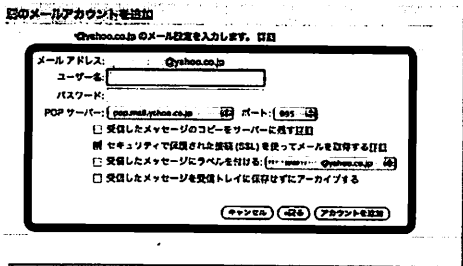 自分のメールアカウントを追加
@yahoo.co.jp のメール設定を入力します。 詳細
メールアドレス: @yahoo.co.jp
ユーザー名:
パスワード:
POP サーバー: pop.mail.yahoo.co.jp ポート: 995
受信したメッセージのコピーをサーバーに残す 詳細
セキュリティで保護された接続 (SSL) を使ってメールを取得する 詳細
受信したメッセージにラベルを付ける: @yahoo.co.jp
受信したメッセージを受信トレイに保存せずにアーカイブする
キャンセル «戻る アカウントを追加